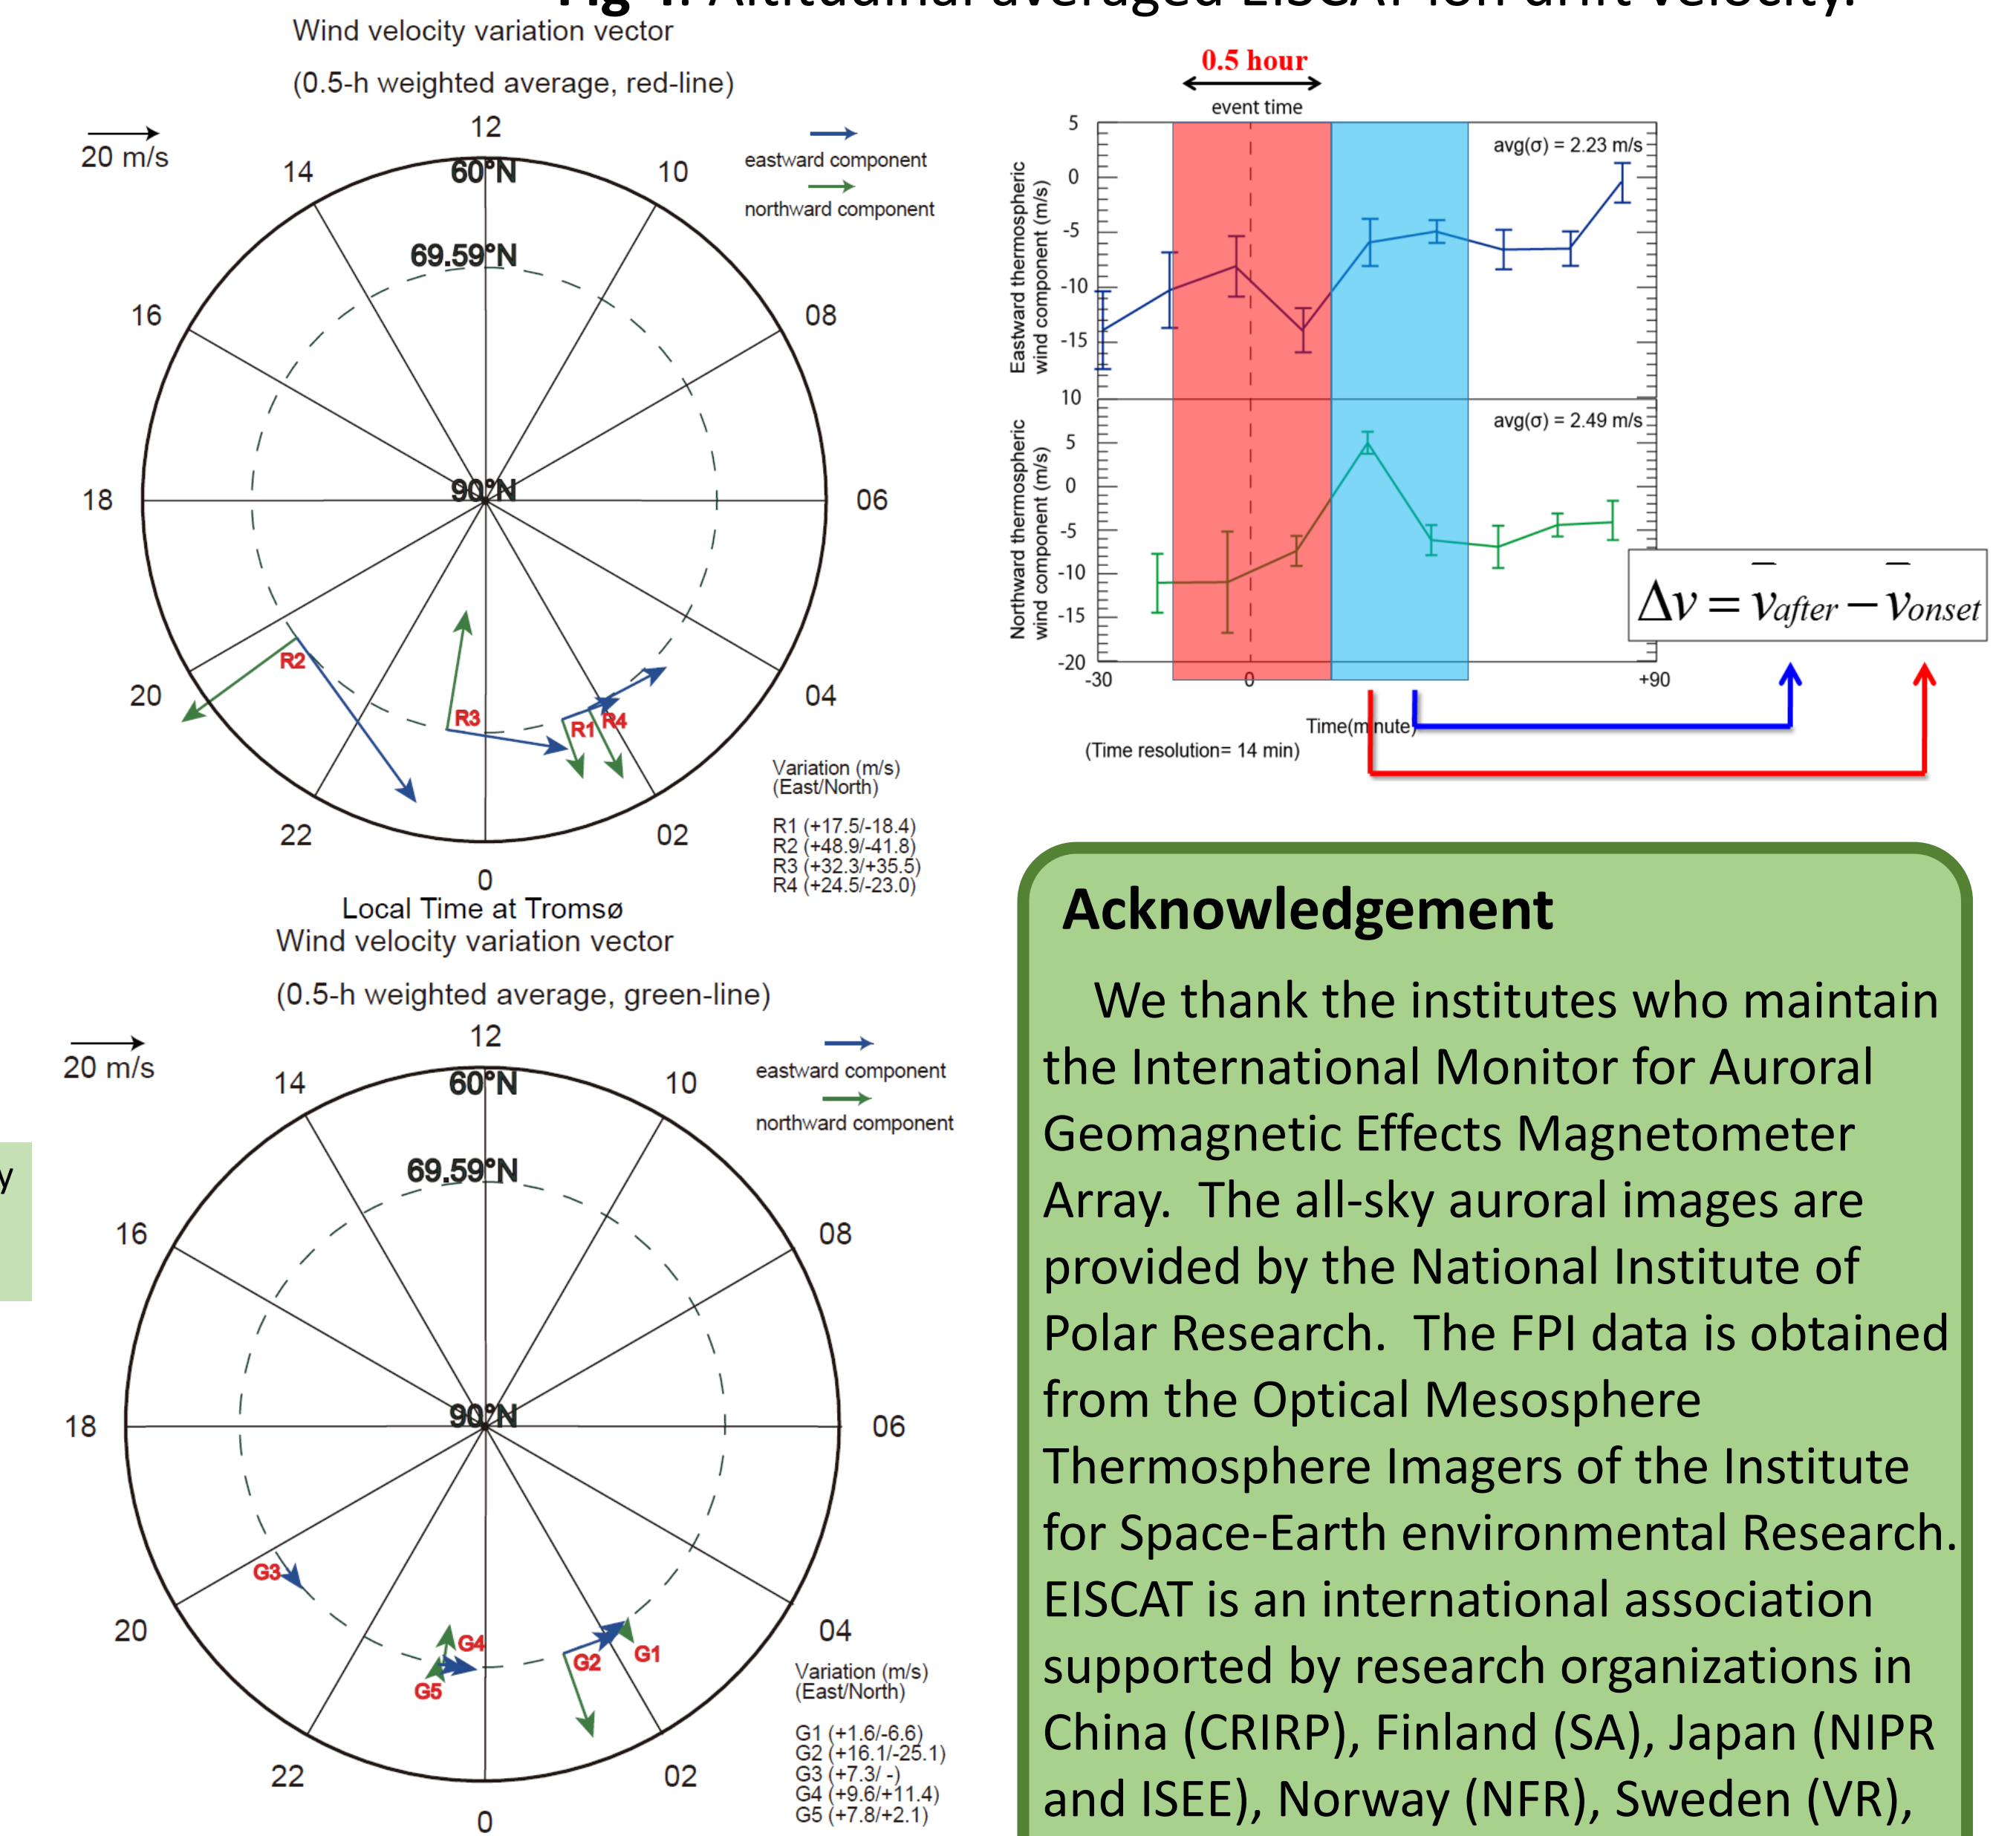 Fig 4. Altitudinal averaged EISCAT ion drift velocity.
Wind velocity variation vector
(0.5-h weighted average, red-line)
20 m/s
eastward component
northward component
12
14
10
60°N
69.59°N
16
08
18
90°N
06
R2
R3
R1
R4
20
04
22
02
0
Local Time at Tromsø
Variation (m/s)
(East/North)
R1 (+17.5/-18.4)
R2 (+48.9/-41.8)
R3 (+32.3/+35.5)
R4 (+24.5/-23.0)
Wind velocity variation vector
(0.5-h weighted average, green-line)
20 m/s
eastward component
northward component
12
14
10
60°N
69.59°N
16
08
18
90°N
06
G3
G4
G5
G2
G1
20
04
22
02
0
Variation (m/s)
(East/North)
G1 (+1.6/-6.6)
G2 (+16.1/-25.1)
G3 (+7.3/ -)
G4 (+9.6/+11.4)
G5 (+7.8/+2.1)
y
0.5 hour
event time
Eastward thermospheric
wind component (m/s)
5
0
-5
-10
-15
avg(σ) = 2.23 m/s
Northward thermospheric
wind component (m/s)
10
5
0
-5
-10
-15
-20
avg(σ) = 2.49 m/s
-30
0
+90
Time(minute)
(Time resolution= 14 min)
Δv = v̄after − v̄onset
Acknowledgement
We thank the institutes who maintain
the International Monitor for Auroral
Geomagnetic Effects Magnetometer
Array. The all-sky auroral images are
provided by the National Institute of
Polar Research. The FPI data is obtained
from the Optical Mesosphere
Thermosphere Imagers of the Institute
for Space-Earth environmental Research.
EISCAT is an international association
supported by research organizations in
China (CRIRP), Finland (SA), Japan (NIPR
and ISEE), Norway (NFR), Sweden (VR),